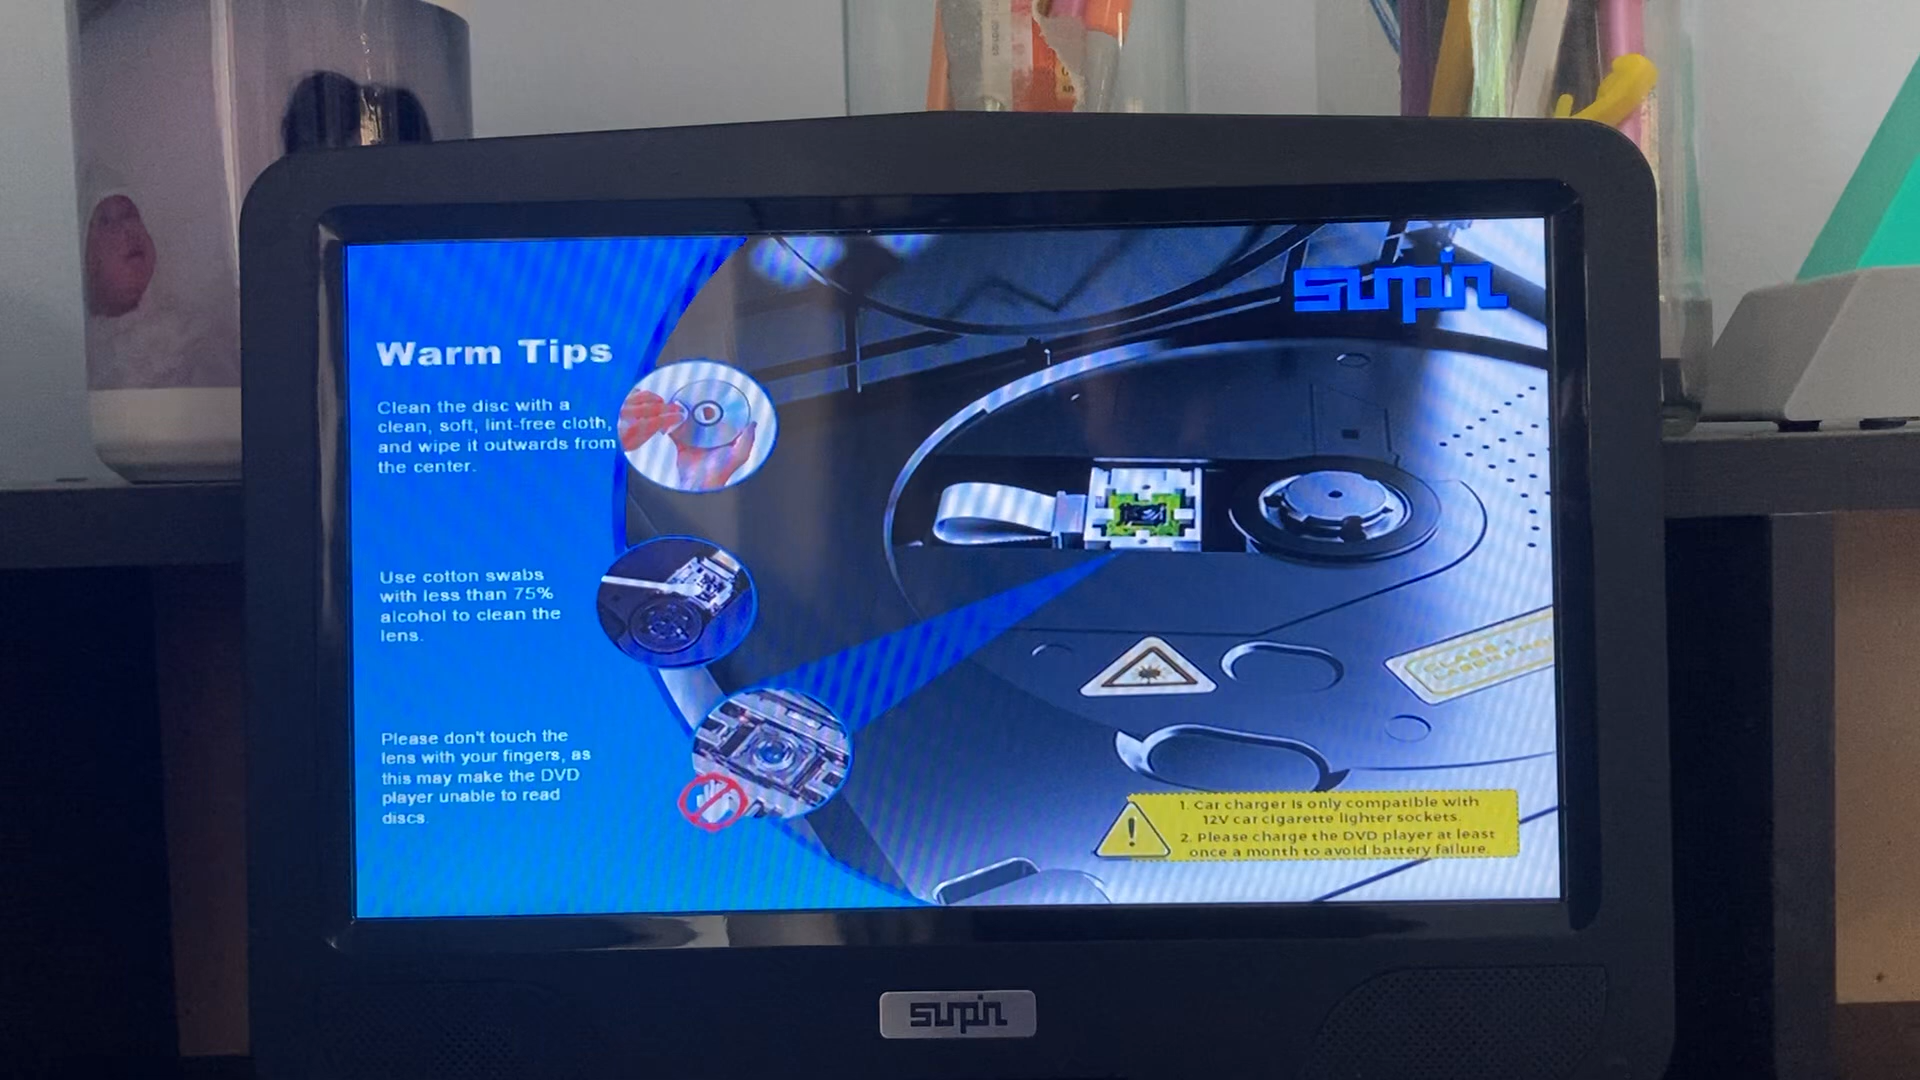 supin
Warm Tips
Clean the disc with a
clean, soft, lint-free cloth,
and wipe it outwards from
the center.
Use cotton swabs
with less than 75%
alcohol to clean the
lens.
Please don't touch the
lens with your fingers, as
this may make the DVD
player unable to read
discs.
1. Car charger is only compatible with
12V car cigarette lighter sockets.
2. Please charge the DVD player at least
once a month to avoid battery failure.
supin